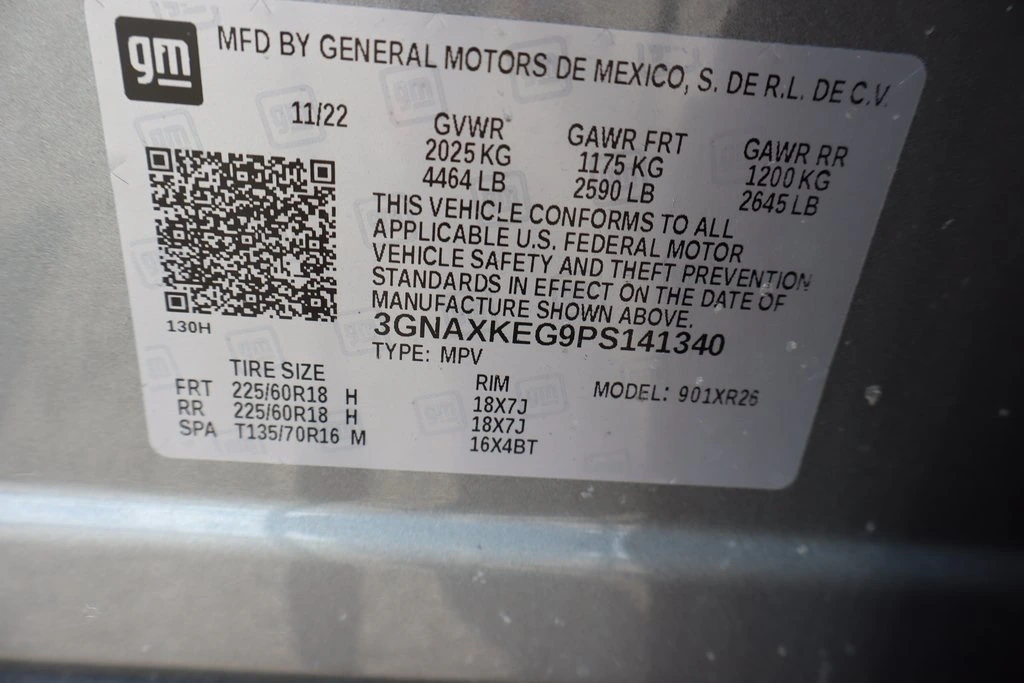 gm MFD BY GENERAL MOTORS DE MEXICO, S. DE R.L. DE C.V.
11/22
GVWR GAWR FRT GAWR RR
2025 KG 1175 KG 1200 KG
4464 LB 2590 LB 2645 LB
THIS VEHICLE CONFORMS TO ALL
APPLICABLE U.S. FEDERAL MOTOR
VEHICLE SAFETY AND THEFT PREVENTION
STANDARDS IN EFFECT ON THE DATE OF
MANUFACTURE SHOWN ABOVE.
130H
3GNAXKEG9PS141340
TYPE: MPV
TIRE SIZE RIM MODEL: 901XR26
FRT 225/60R18 H 18X7J
RR 225/60R18 H 18X7J
SPA T135/70R16 M 16X4BT